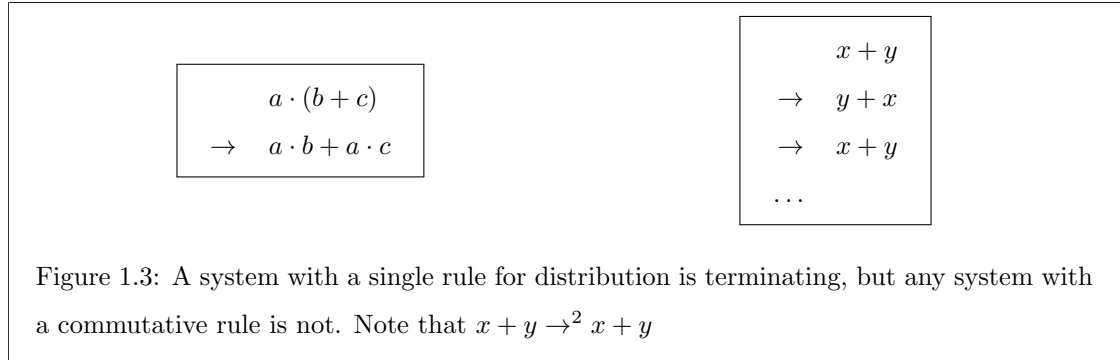 a · (b + c)
→ a · b + a · c
x + y
→ y + x
→ x + y
...
Figure 1.3: A system with a single rule for distribution is terminating, but any system with
a commutative rule is not. Note that x + y →² x + y